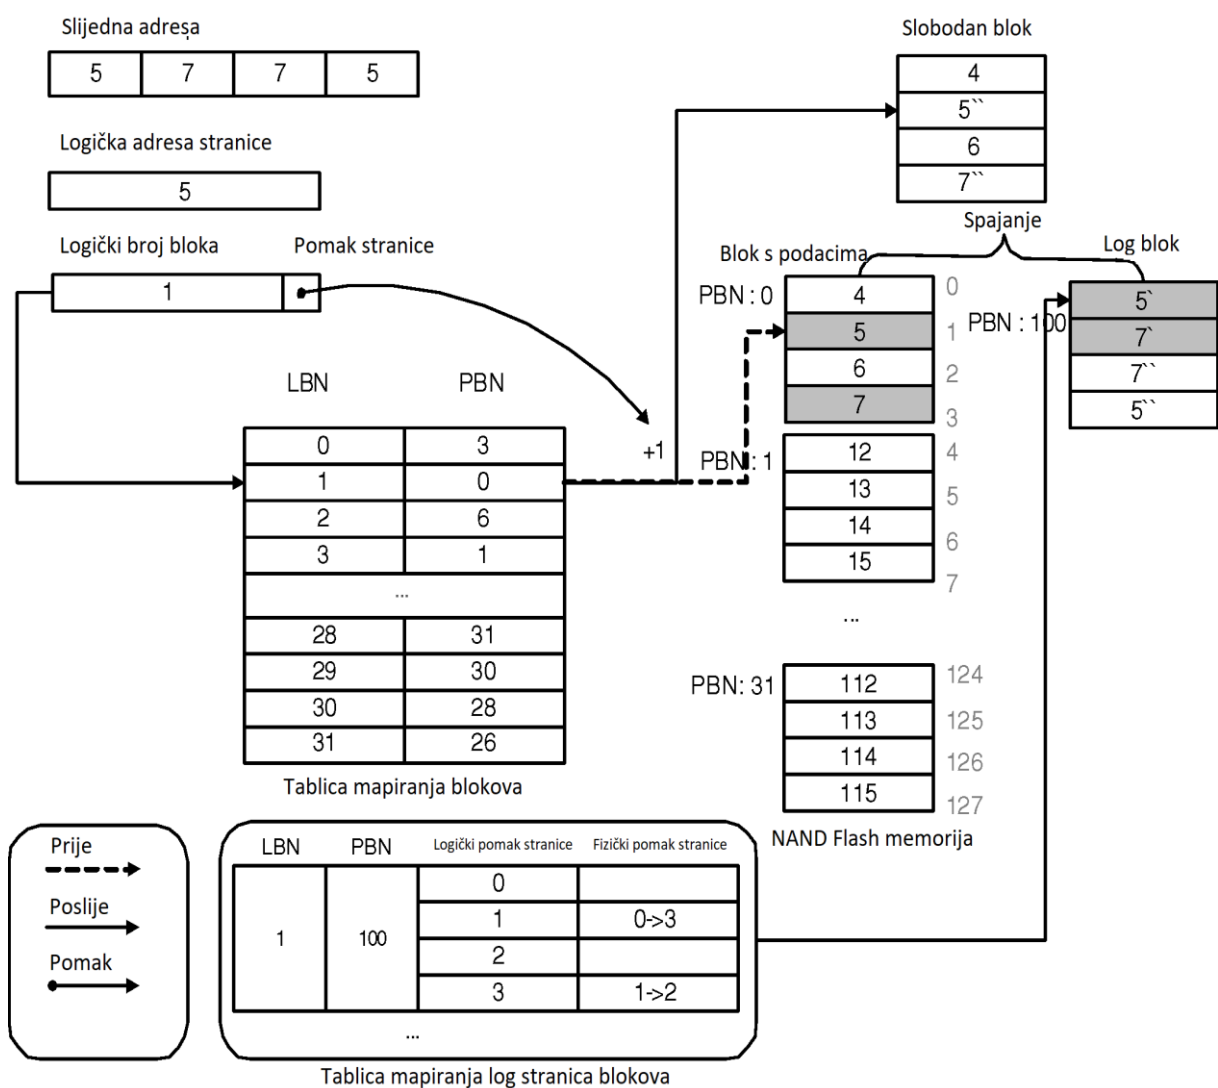 Slijedna adresa
5 7 7 5
Logička adresa stranice
5
Logički broj bloka Pomak stranice
1
LBN PBN
0 3
1 0
2 6
3 1
...
28 31
29 30
30 28
31 26
Tablica mapiranja blokova
+1
Slobodan blok
4
5``
6
7``
Spajanje
Blok s podacima
Log blok
PBN : 0
4 0
5 1
6 2
7 3
PBN : 100
5`
7`
7``
5``
PBN : 1
12 4
13 5
14 6
15 7
...
PBN: 31
112 124
113 125
114 126
115 127
NAND Flash memorija
Prije
Poslije
Pomak
LBN PBN Logički pomak stranice Fizički pomak stranice
1 100
0
1 0->3
2
3 1->2
...
Tablica mapiranja log stranica blokova